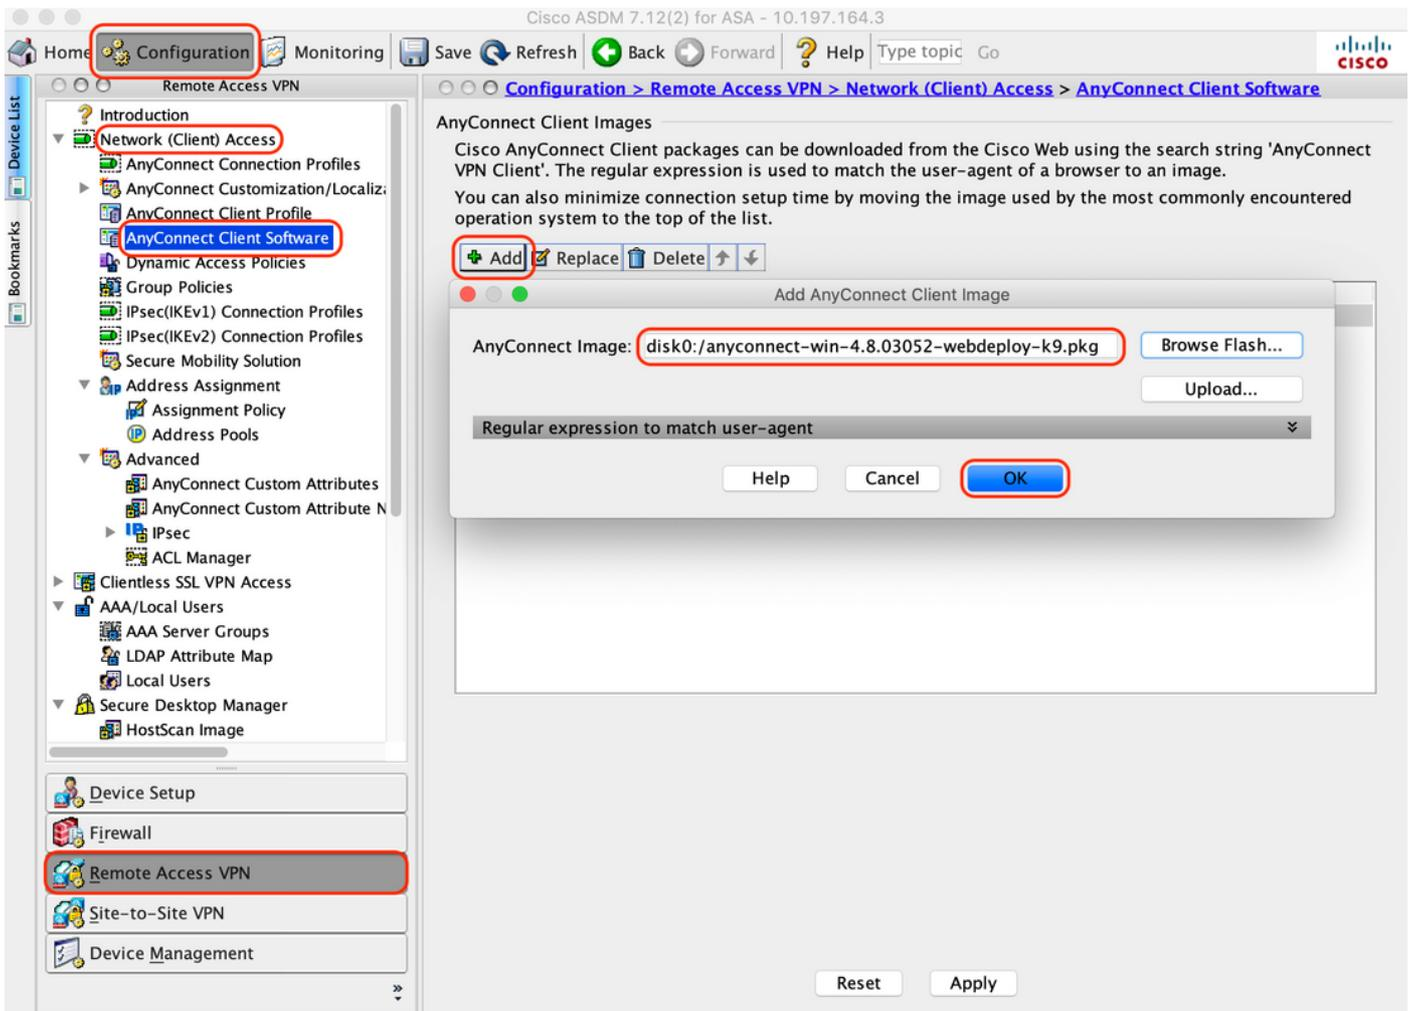 Cisco ASDM 7.12(2) for ASA - 10.197.164.3
Home Configuration Monitoring Save Refresh Back Forward Help Type topic Go
CISCO
Device List
Bookmarks
Remote Access VPN
Introduction
Network (Client) Access
AnyConnect Connection Profiles
AnyConnect Customization/Localiz
AnyConnect Client Profile
AnyConnect Client Software
Dynamic Access Policies
Group Policies
IPsec(IKEv1) Connection Profiles
IPsec(IKEv2) Connection Profiles
Secure Mobility Solution
Address Assignment
Assignment Policy
Address Pools
Advanced
AnyConnect Custom Attributes
AnyConnect Custom Attribute N
IPsec
ACL Manager
Clientless SSL VPN Access
AAA/Local Users
AAA Server Groups
LDAP Attribute Map
Local Users
Secure Desktop Manager
HostScan Image
Device Setup
Firewall
Remote Access VPN
Site-to-Site VPN
Device Management
Configuration > Remote Access VPN > Network (Client) Access > AnyConnect Client Software
AnyConnect Client Images
Cisco AnyConnect Client packages can be downloaded from the Cisco Web using the search string 'AnyConnect
VPN Client'. The regular expression is used to match the user-agent of a browser to an image.
You can also minimize connection setup time by moving the image used by the most commonly encountered
operation system to the top of the list.
Add Replace Delete
Add AnyConnect Client Image
AnyConnect Image: disk0:/anyconnect-win-4.8.03052-webdeploy-k9.pkg Browse Flash...
Upload...
Regular expression to match user-agent
Help Cancel OK
Reset Apply